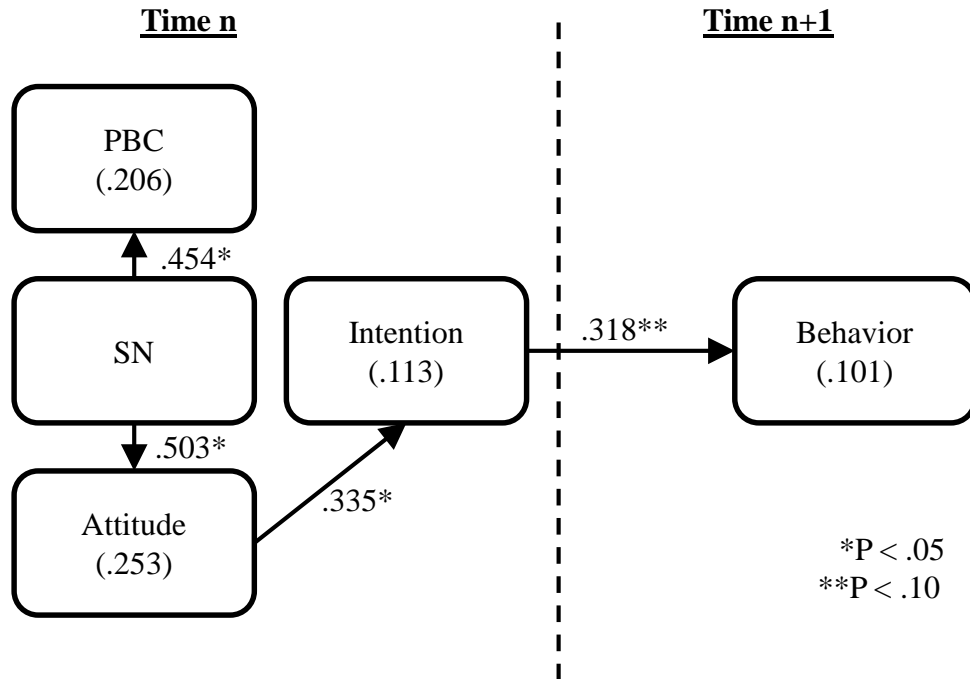 Time n
Time n+1
PBC
(.206)
.454*
SN
Intention
(.113)
.318**
Behavior
(.101)
.503*
.335*
Attitude
(.253)
*P < .05
**P < .10